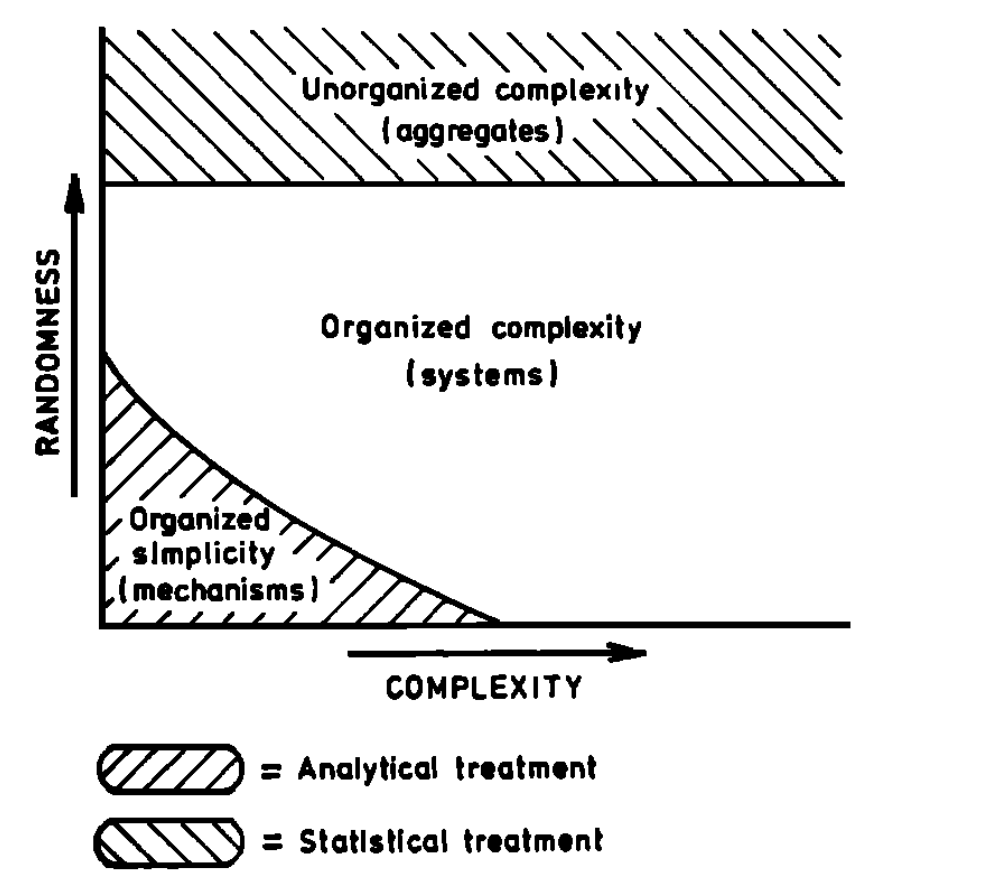 Unorganized complexity
(aggregates)
RANDOMNESS
Organized complexity
(systems)
Organized
simplicity
(mechanisms)
COMPLEXITY
= Analytical treatment
= Statistical treatment